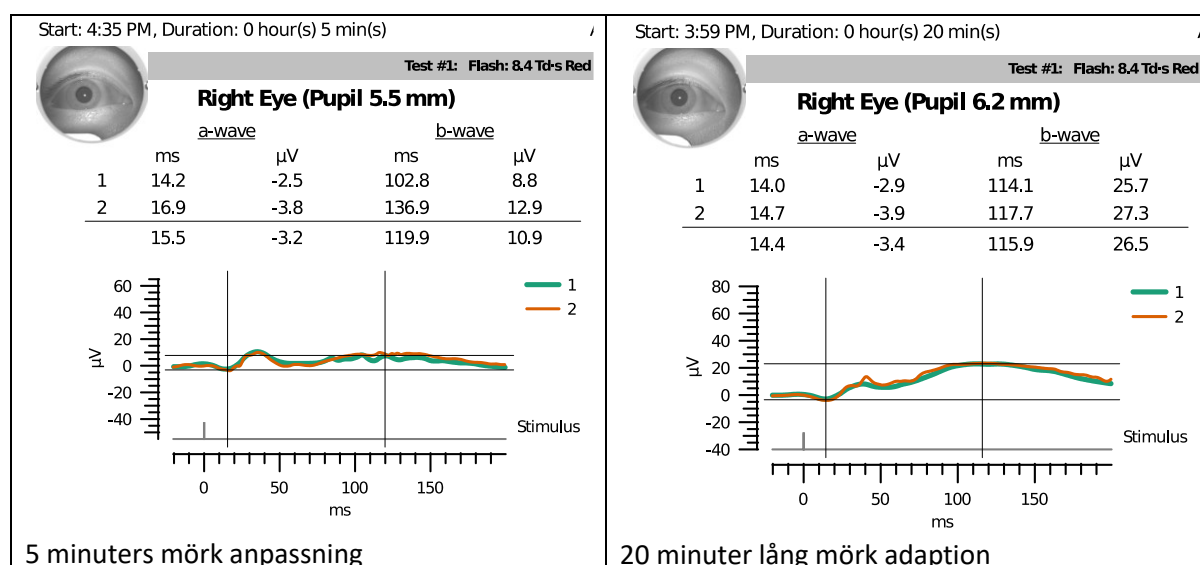 Start: 4:35 PM, Duration: 0 hour(s) 5 min(s)
Test #1: Flash: 8.4 Td·s Red
Right Eye (Pupil 5.5 mm)
a-wave b-wave
ms µV ms µV
1 14.2 -2.5 102.8 8.8
2 16.9 -3.8 136.9 12.9
15.5 -3.2 119.9 10.9
60
40
20
0
-20
-40
µV
1
2
Stimulus
0 50 100 150
ms
5 minuters mörk anpassning
Start: 3:59 PM, Duration: 0 hour(s) 20 min(s)
Test #1: Flash: 8.4 Td·s Red
Right Eye (Pupil 6.2 mm)
a-wave b-wave
ms µV ms µV
1 14.0 -2.9 114.1 25.7
2 14.7 -3.9 117.7 27.3
14.4 -3.4 115.9 26.5
80
60
40
20
0
-20
-40
µV
1
2
Stimulus
0 50 100 150
ms
20 minuter lång mörk adaption